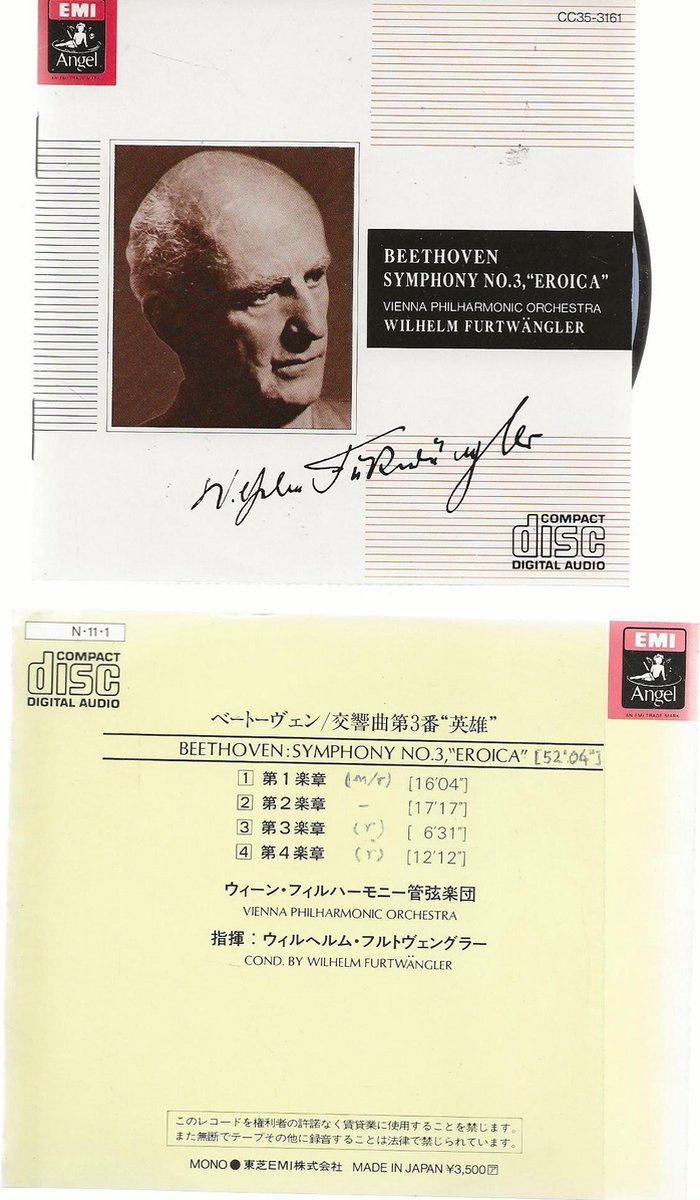 EMI
Angel
AN EMI TRADE MARK
CC35-3161
BEETHOVEN
SYMPHONY NO.3,“EROICA”
VIENNA PHILHARMONIC ORCHESTRA
WILHELM FURTWÄNGLER
Wilhelm Furtwängler
COMPACT
disc
DIGITAL AUDIO
N·11·1
COMPACT
disc
DIGITAL AUDIO
EMI
Angel
AN EMI TRADE MARK
ベートーヴェン/交響曲第3番“英雄”
BEETHOVEN:SYMPHONY NO.3,“EROICA” [52'04"]
1 第1楽章 (m/r) [16'04"]
2 第2楽章 – [17'17"]
3 第3楽章 (r) [ 6'31"]
4 第4楽章 (r) [12'12"]
ウィーン・フィルハーモニー管弦楽団
VIENNA PHILHARMONIC ORCHESTRA
指揮：ウィルヘルム・フルトヴェングラー
COND. BY WILHELM FURTWÄNGLER
このレコードを権利者の許諾なく賃貸業に使用することを禁じます。
また無断でテープその他に録音することは法律で禁じられています。
MONO●東芝EMI株式会社 MADE IN JAPAN ¥3,500